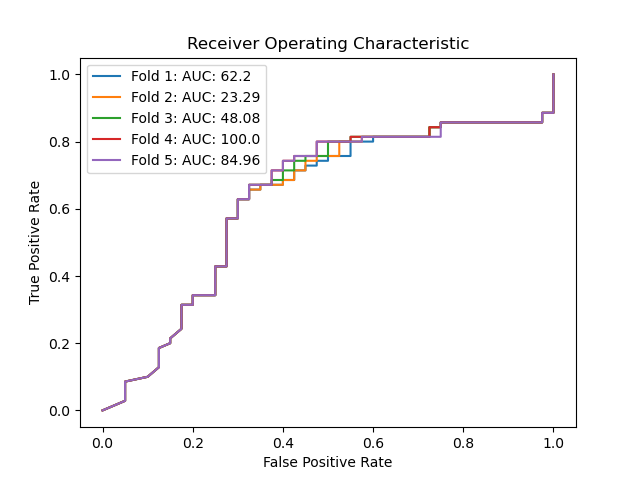 Receiver Operating Characteristic
Fold 1: AUC: 62.2
Fold 2: AUC: 23.29
Fold 3: AUC: 48.08
Fold 4: AUC: 100.0
Fold 5: AUC: 84.96
1.0
0.8
0.6
0.4
0.2
0.0
True Positive Rate
0.0 0.2 0.4 0.6 0.8 1.0
False Positive Rate